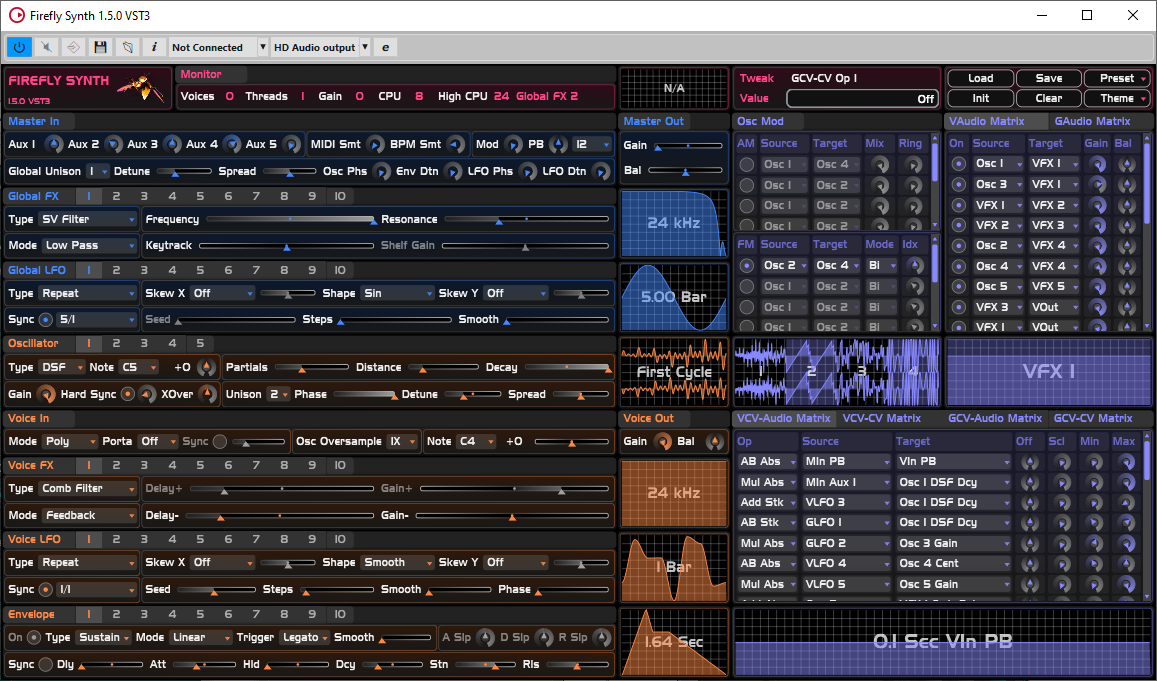 Firefly Synth 1.5.0 VST3
i Not Connected HD Audio output e
FIREFLY SYNTH
1.5.0 VST3
Monitor
Voices 0 Threads 1 Gain 0 CPU 8 High CPU 24 Global FX 2
N/A
Tweak GCV-CV Op 1
Value Off
Load Save Preset
Init Clear Theme
Master In
Aux 1 Aux 2 Aux 3 Aux 4 Aux 5 MIDI Smt BPM Smt Mod PB 12
Global Unison 1 Detune Spread Osc Phs Env Dtn LFO Phs LFO Dtn
Master Out
Gain
Bal
Global FX 1 2 3 4 5 6 7 8 9 10
Type SV Filter Frequency Resonance
Mode Low Pass Keytrack Shelf Gain
24 kHz
Global LFO 1 2 3 4 5 6 7 8 9 10
Type Repeat Skew X Off Shape Sin Skew Y Off
Sync 5/1 Seed Steps Smooth
5.00 Bar
Osc Mod
AM Source Target Mix Ring
Osc 1 Osc 4
Osc 1 Osc 2
Osc 1 Osc 2
Osc 1 Osc 2
FM Source Target Mode Idx
Osc 2 Osc 4 Bi
Osc 1 Osc 2 Bi
Osc 1 Osc 2 Bi
Osc 1 Osc 2 Bi
VAudio Matrix GAudio Matrix
On Source Target Gain Bal
Osc 1 VFX 1
Osc 3 VFX 1
VFX 1 VFX 2
VFX 2 VFX 3
Osc 2 VFX 4
Osc 4 VFX 4
Osc 5 VFX 5
VFX 3 VOut
VFX 1 VOut
Oscillator 1 2 3 4 5
Type DSF Note C5 +0 Partials Distance Decay
Gain Hard Sync XOver Unison 2 Phase Detune Spread
First Cycle
1 2 3 4
VFX 1
Voice In
Mode Poly Porta Off Sync Osc Oversample 1X Note C4 +0
Voice Out
Gain Bal
Voice FX 1 2 3 4 5 6 7 8 9 10
Type Comb Filter Delay+ Gain+
Mode Feedback Delay- Gain-
24 kHz
Voice LFO 1 2 3 4 5 6 7 8 9 10
Type Repeat Skew X Off Shape Smooth Skew Y Off
Sync 1/1 Seed Steps Smooth Phase
1 Bar
Envelope 1 2 3 4 5 6 7 8 9 10
On Type Sustain Mode Linear Trigger Legato Smooth A Slp D Slp R Slp
Sync Dly Att Hld Dcy Stn Rls
1.64 Sec
VCV-Audio Matrix VCV-CV Matrix GCV-Audio Matrix GCV-CV Matrix
Op Source Target Off Scl Min Max
AB Abs MIn PB VIn PB
Mul Abs Min Aux 1 Osc 1 DSF Dcy
Add Stk VLFO 3 Osc 1 DSF Dcy
AB Stk GLFO 1 Osc 1 DSF Dcy
Mul Abs GLFO 2 Osc 3 Gain
AB Abs VLFO 4 Osc 4 Cent
Mul Abs VLFO 5 Osc 5 Gain
0.1 Sec VIn PB